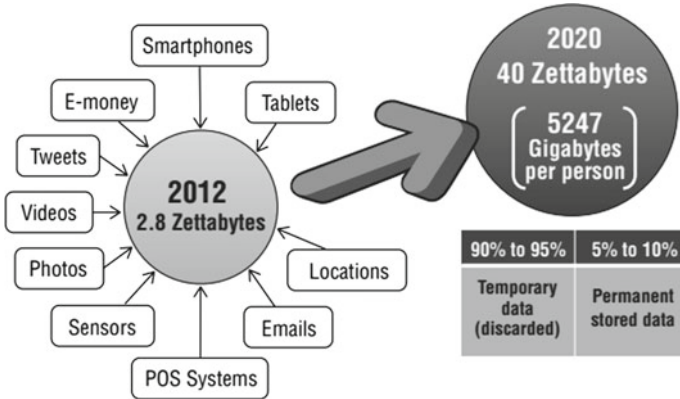 Smartphones
E-money
Tablets
Tweets
Videos
Photos
Sensors
POS Systems
Emails
Locations
2012
2.8 Zettabytes
2020
40 Zettabytes
5247
Gigabytes
per person
90% to 95%
5% to 10%
Temporary
data
(discarded)
Permanent
stored data